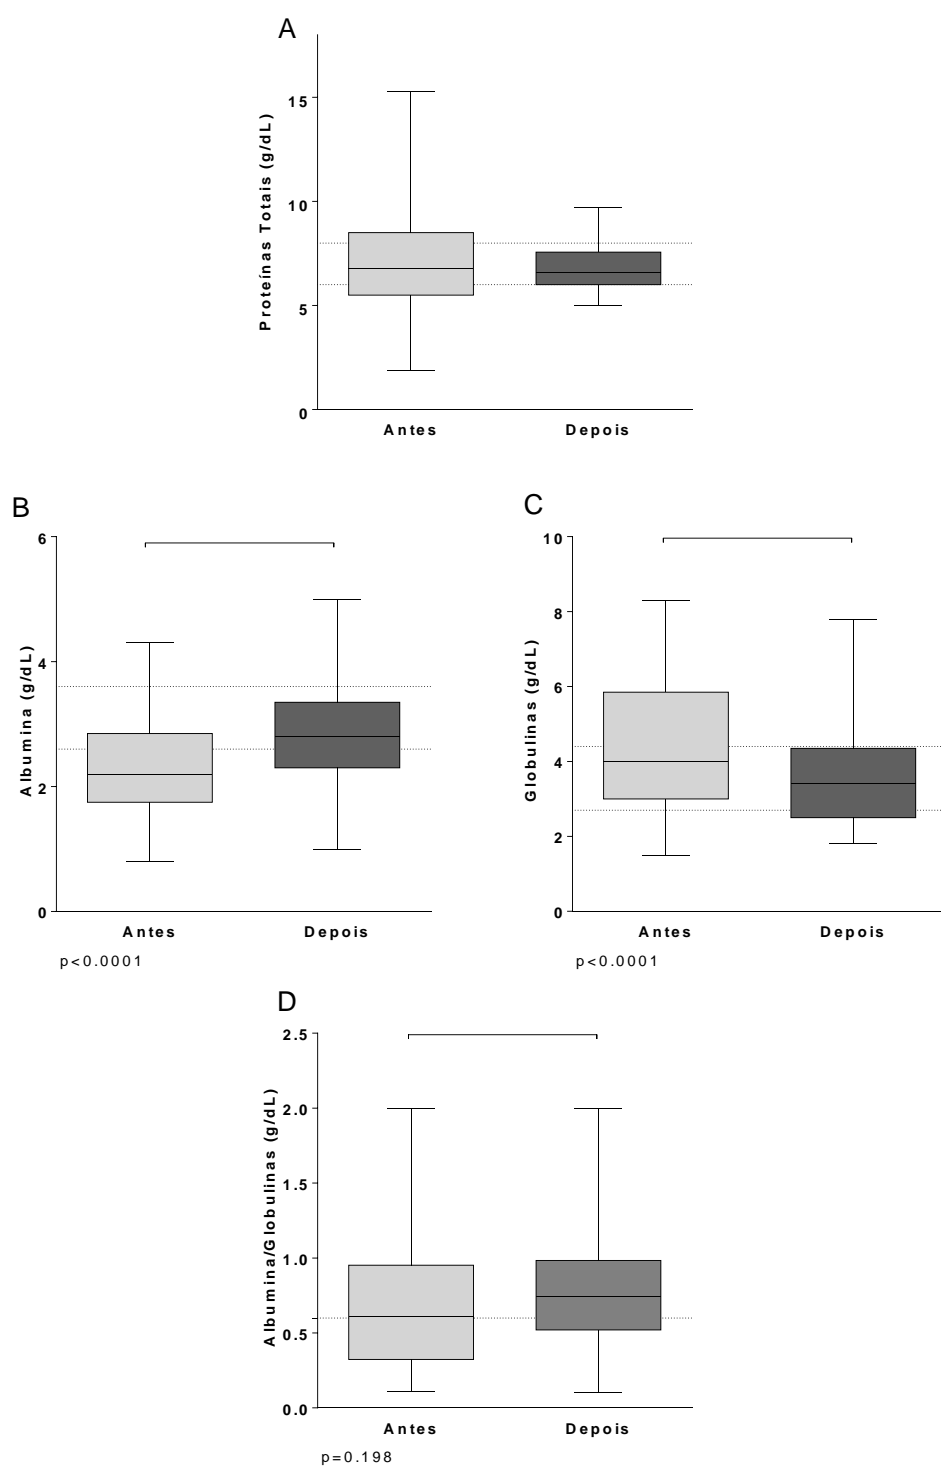 A
Proteínas Totais (g/dL)
15
10
5
0
Antes Depois
B
Albumina (g/dL)
6
4
2
0
Antes Depois
p<0.0001
C
Globulinas (g/dL)
10
8
6
4
2
0
Antes Depois
p<0.0001
D
Albumina/Globulinas (g/dL)
2.5
2.0
1.5
1.0
0.5
0.0
Antes Depois
p=0.198